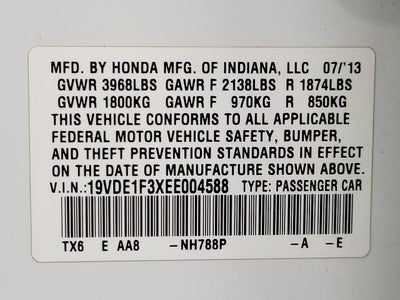 MFD. BY HONDA MFG. OF INDIANA, LLC 07/'13
GVWR 3968LBS GAWR F 2138LBS R 1874LBS
GVWR 1800KG GAWR F 970KG R 850KG
THIS VEHICLE CONFORMS TO ALL APPLICABLE
FEDERAL MOTOR VEHICLE SAFETY, BUMPER,
AND THEFT PREVENTION STANDARDS IN EFFECT
ON THE DATE OF MANUFACTURE SHOWN ABOVE.
V.I.N.:19VDE1F3XEE004588 TYPE: PASSENGER CAR
TX6 E AA8 -NH788P -A -E